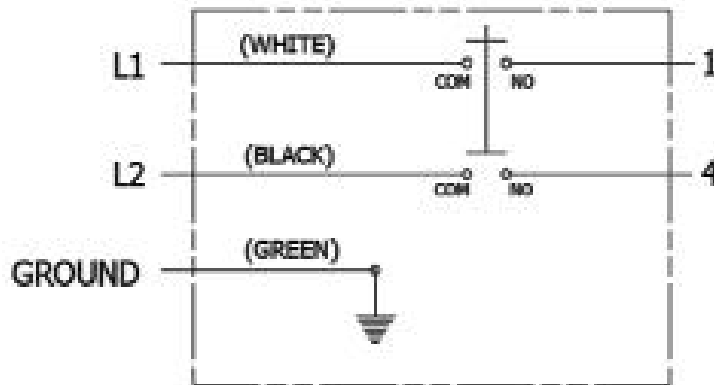 (WHITE)
L1
1
COM
NO
(BLACK)
L2
4
COM
NO
(GREEN)
GROUND